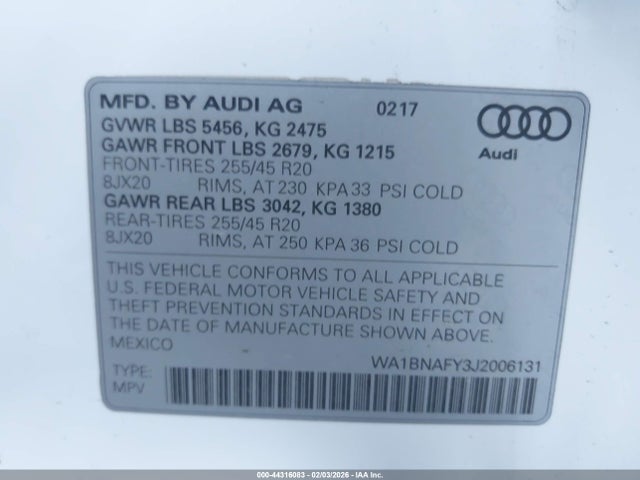 MFD. BY AUDI AG 0217
GVWR LBS 5456, KG 2475
GAWR FRONT LBS 2679, KG 1215
FRONT-TIRES 255/45 R20
8JX20 RIMS, AT 230 KPA 33 PSI COLD
GAWR REAR LBS 3042, KG 1380
REAR-TIRES 255/45 R20
8JX20 RIMS, AT 250 KPA 36 PSI COLD
Audi
THIS VEHICLE CONFORMS TO ALL APPLICABLE
U.S. FEDERAL MOTOR VEHICLE SAFETY AND
THEFT PREVENTION STANDARDS IN EFFECT ON
THE DATE OF MANUFACTURE SHOWN ABOVE.
MEXICO
WA1BNAFY3J2006131
TYPE:
MPV
000-44316083 - 02/03/2026 - IAA Inc.